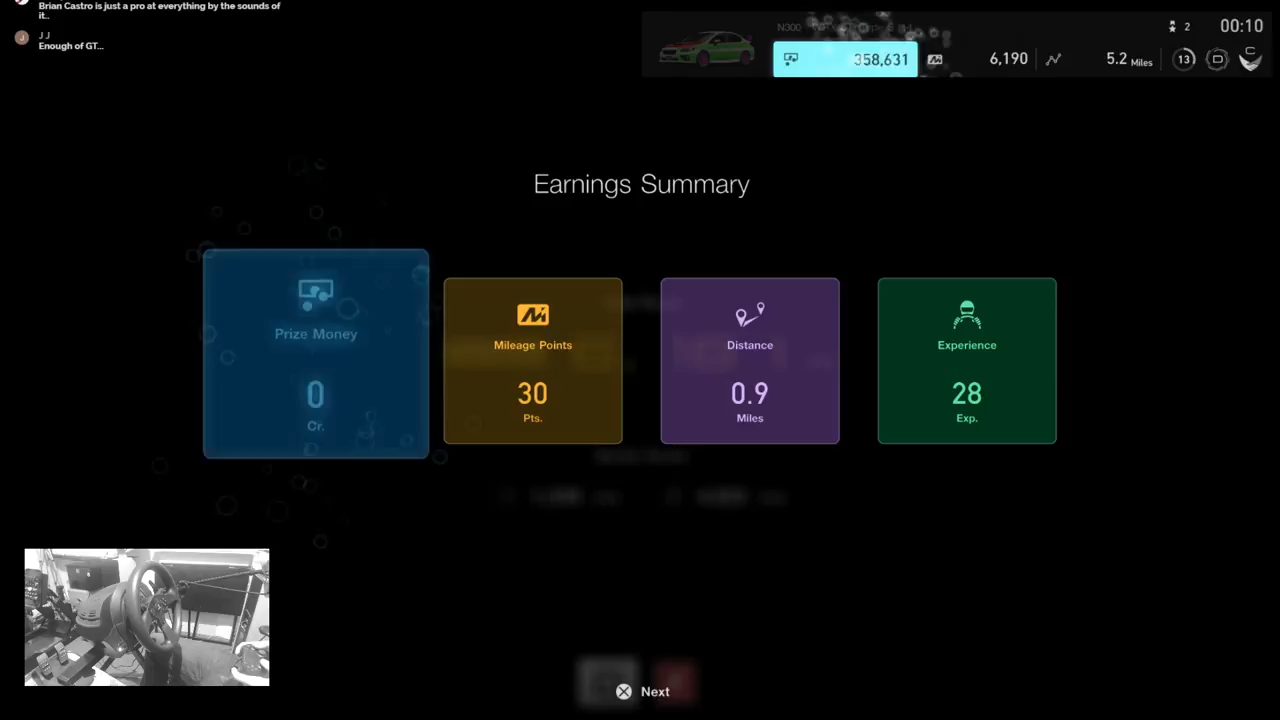 Brian Castro is just a pro at everything by the sounds of
it..
J J
Enough of GT...
N300
2
00:10
358,631
6,190
5.2 Miles
13
D
C
Earnings Summary
Prize Money
0
Cr.
Mileage Points
30
Pts.
Distance
0.9
Miles
Experience
28
Exp.
Next